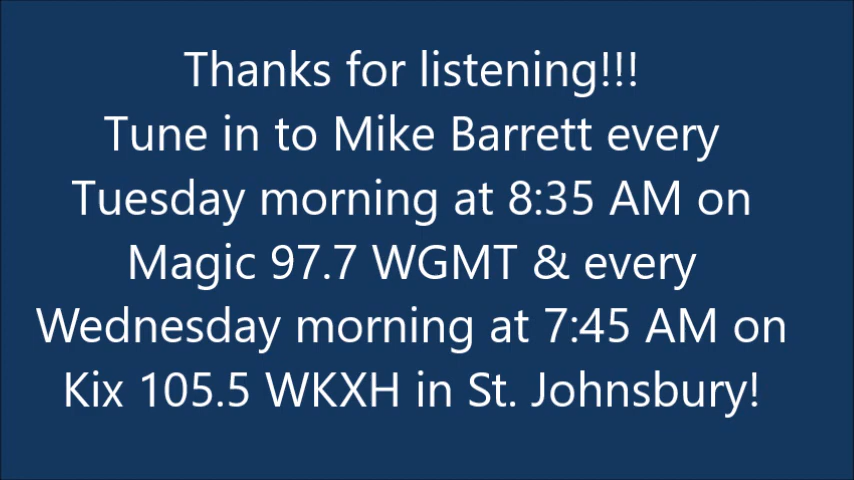 Thanks for listening!!!
Tune in to Mike Barrett every
Tuesday morning at 8:35 AM on
Magic 97.7 WGMT & every
Wednesday morning at 7:45 AM on
Kix 105.5 WKXH in St. Johnsbury!